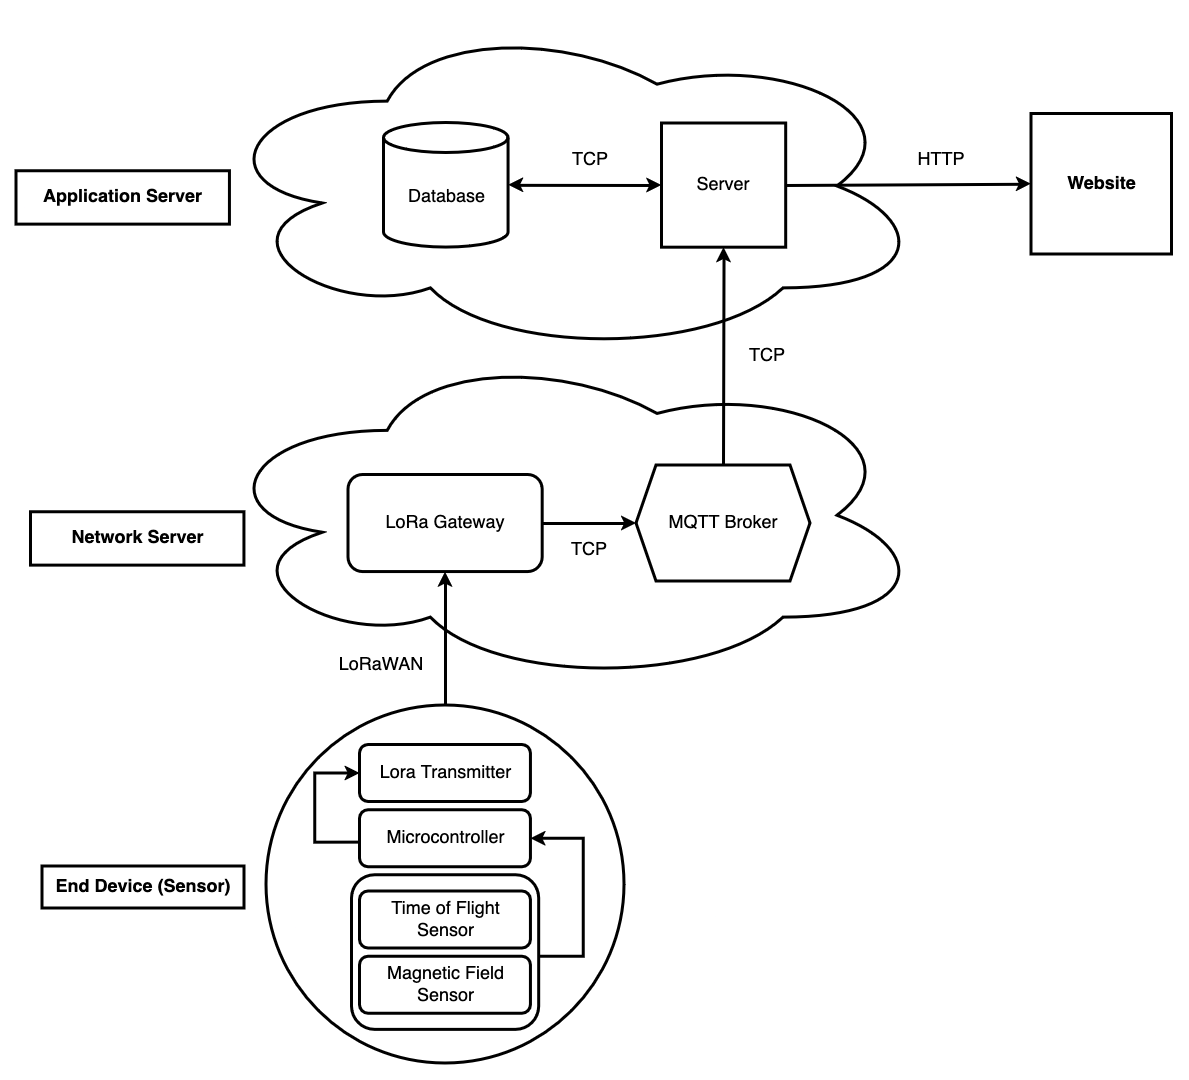 Application Server
Database
TCP
Server
HTTP
Website
TCP
Network Server
LoRa Gateway
TCP
MQTT Broker
LoRaWAN
End Device (Sensor)
Lora Transmitter
Microcontroller
Time of Flight
Sensor
Magnetic Field
Sensor